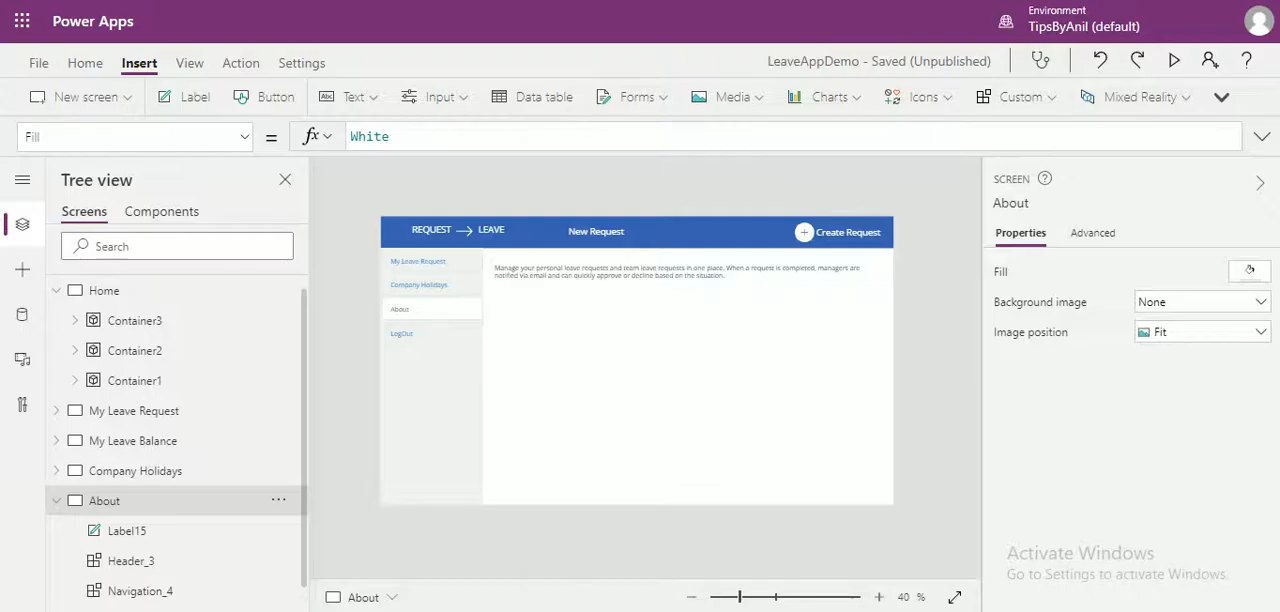 Power Apps
Environment
TipsByAnil (default)
File Home Insert View Action Settings
LeaveAppDemo - Saved (Unpublished)
New screen Label Button Text Input Data table Forms Media Charts Icons Custom Mixed Reality
Fill = fx White
Tree view
Screens Components
Search
Home
Container3
Container2
Container1
My Leave Request
My Leave Balance
Company Holidays
About
Label15
Header_3
Navigation_4
REQUEST LEAVE New Request + Create Request
My Leave Request
Company Holidays
About
LogOut
Manage your personal leave requests and team leave requests in one place. When a request is completed, managers are
notified via email and can quickly approve or decline based on the situation.
About
40 %
SCREEN
About
Properties Advanced
Fill
Background image None
Image position Fit
Activate Windows
Go to Settings to activate Windows.